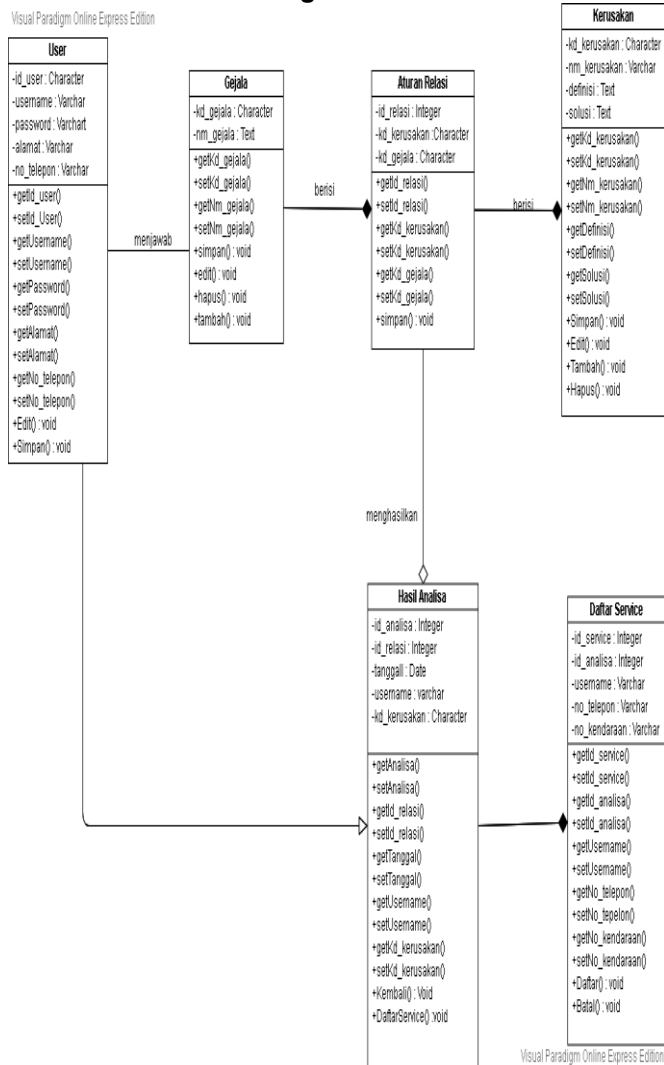 Visual Paradigm Online Express Edition
User
-id_user : Character
-username : Varchar
-password : Varchart
-alamat : Varchar
-no_telepon : Varchar
+getId_user()
+setId_User()
+getUsername()
+setUsername()
+getPassword()
+setPassword()
+getAlamat()
+setAlamat()
+getNo_telepon()
+setNo_telepon()
+Edit() : void
+Simpan() : void
menjawab
Gejala
-kd_gejala : Character
-nm_gejala : Text
+getKd_gejala()
+setKd_gejala()
+getNm_gejala()
+setNm_gejala()
+simpan() : void
+edit() : void
+hapus() : void
+tambah() : void
berisi
Aturan Relasi
-id_relasi : Integer
-kd_kerusakan :Character
-kd_gejala : Character
+getId_relasi()
+setId_relasi()
+getKd_kerusakan()
+setKd_kerusakan()
+getKd_gejala()
+setKd_gejala()
+simpan() : void
berisi
Kerusakan
-kd_kerusakan : Character
-nm_kerusakan : Varchar
-definisi : Text
-solusi : Text
+getKd_kerusakan()
+setKd_kerusakan()
+getNm_kerusakan()
+setNm_kerusakan()
+getDefinisi()
+setDefinisi()
+getSolusi()
+setSolusi()
+Simpan() : void
+Edit() : void
+Tambah() : void
+Hapus() : void
menghasilkan
Hasil Analisa
-id_analisa : Integer
-id_relasi : Integer
-tanggall : Date
-username : varchar
-kd_kerusakan : Character
+getAnalisa()
+setAnalisa()
+getId_relasi()
+setId_relasi()
+getTanggal()
+setTanggal()
+getUsername()
+setUsername()
+getKd_kerusakan()
+setKd_kerusakan()
+Kembali() : Void
+DaftarService() :void
Daftar Service
-id_service : Integer
-id_analisa : Integer
-username : Varchar
-no_telepon : Varchar
-no_kendaraan : Varchar
+getId_service()
+setId_service()
+getId_analisa()
+setId_analisa()
+getUsername()
+setUsername()
+getNo_telepon()
+setNo_tepelon()
+getNo_kendaraan()
+setNo_kendaraan()
+Daftar() : void
+Batal() : void
Visual Paradigm Online Express Edition